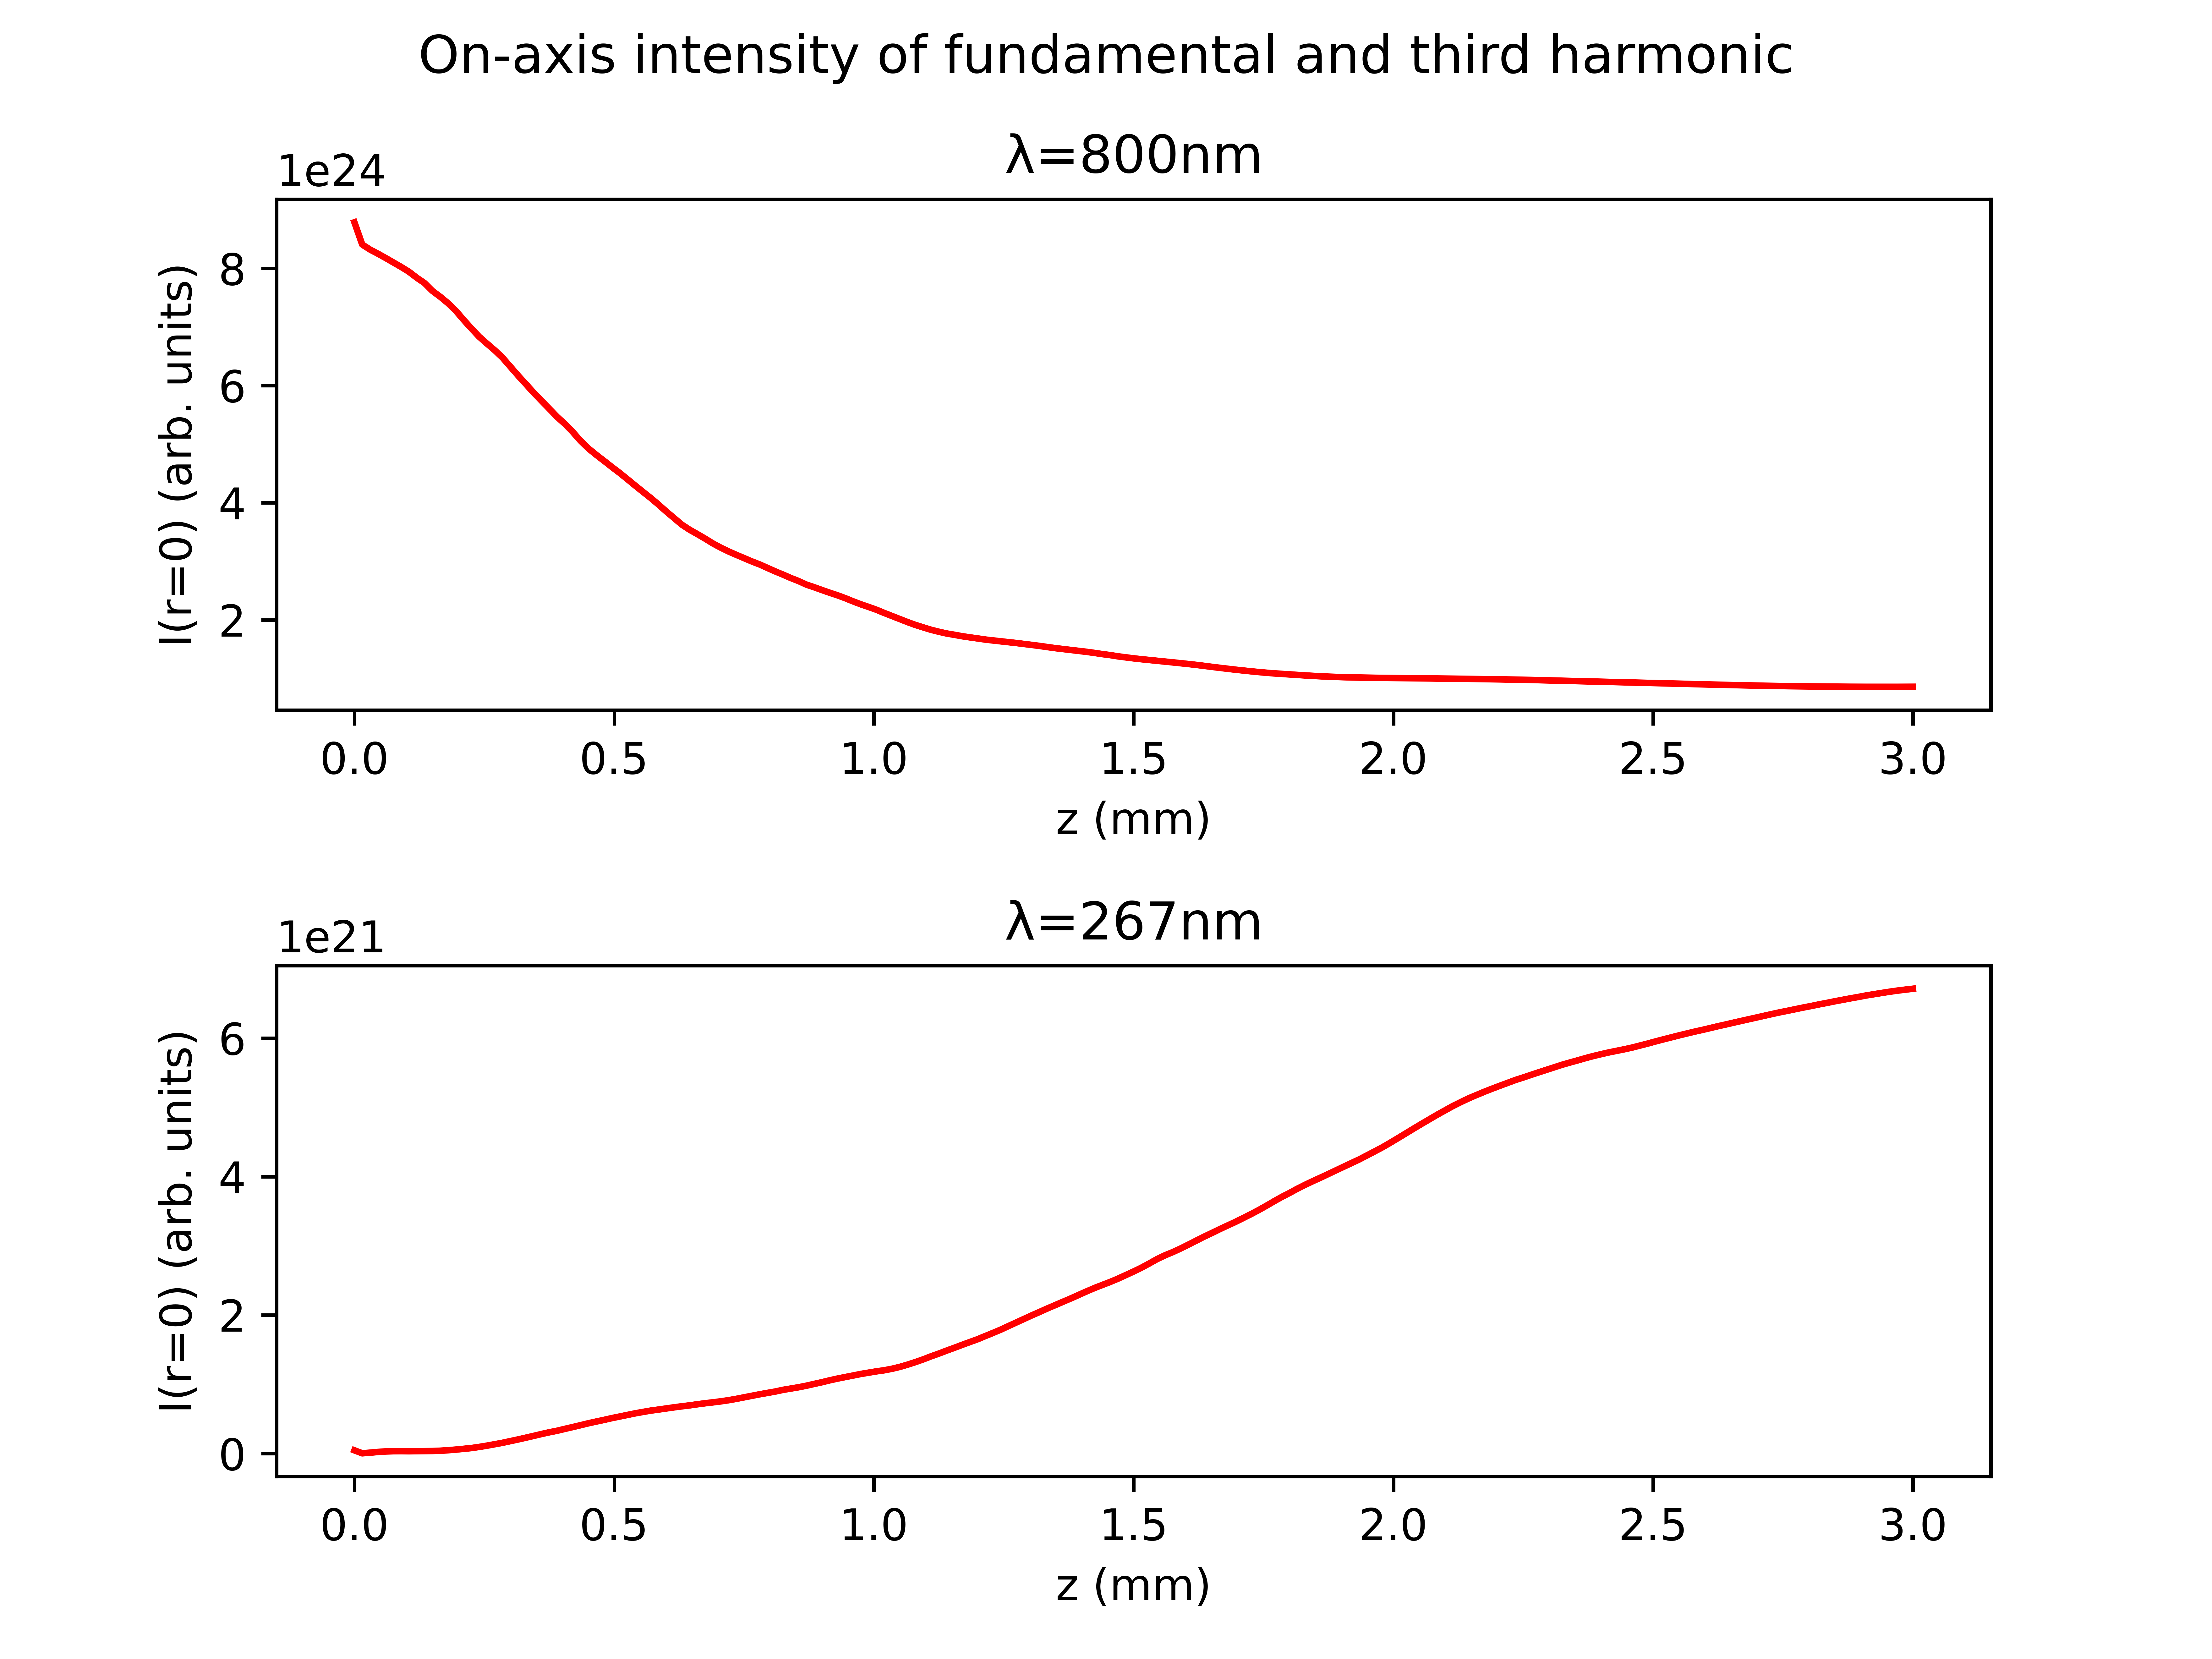 On-axis intensity of fundamental and third harmonic
λ=800nm
1e24
I(r=0) (arb. units)
8
6
4
2
0.0 0.5 1.0 1.5 2.0 2.5 3.0
z (mm)
λ=267nm
1e21
I(r=0) (arb. units)
6
4
2
0
0.0 0.5 1.0 1.5 2.0 2.5 3.0
z (mm)